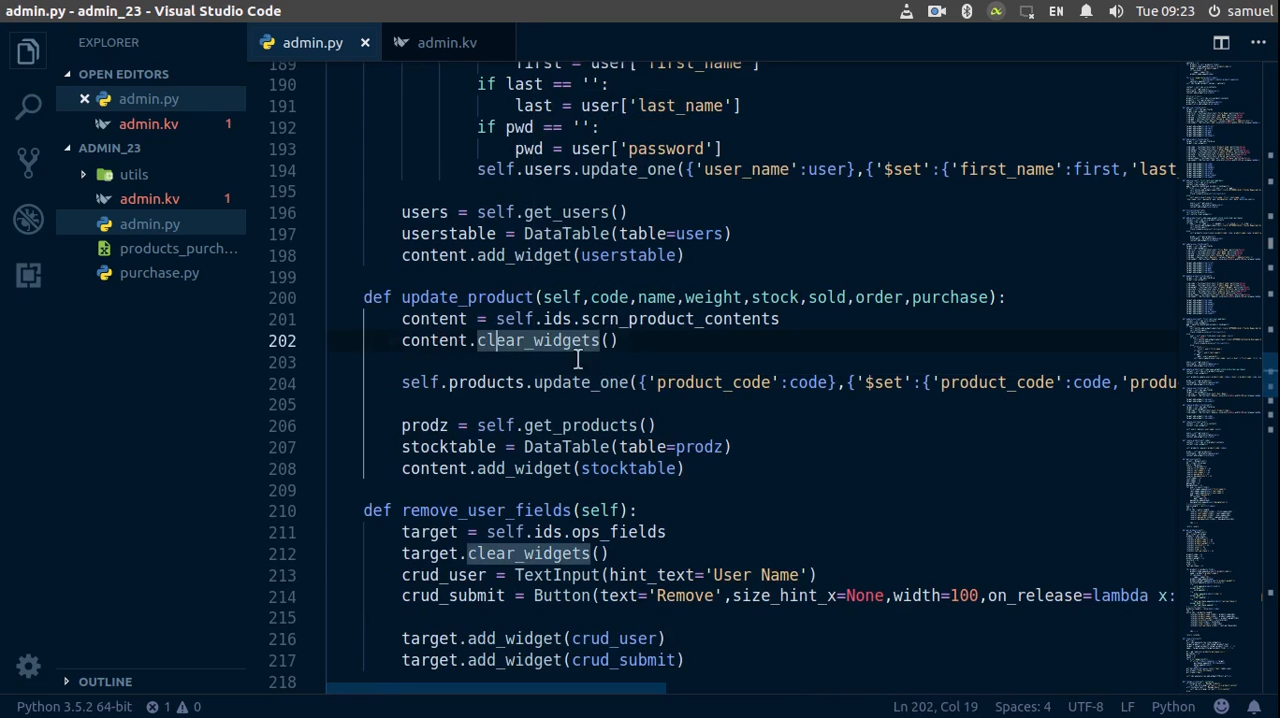 admin.py - admin_23 - Visual Studio Code
EN
Tue 09:23
samuel
EXPLORER
OPEN EDITORS
admin.py
admin.kv 1
ADMIN_23
utils
admin.kv 1
admin.py
products_purch...
purchase.py
OUTLINE
admin.py
admin.kv
189 first = user['first_name']
190 if last == '':
191 last = user['last_name']
192 if pwd == '':
193 pwd = user['password']
194 self.users.update_one({'user_name':user},{'$set':{'first_name':first,'last
195
196 users = self.get_users()
197 userstable = DataTable(table=users)
198 content.add_widget(userstable)
199
200 def update_product(self,code,name,weight,stock,sold,order,purchase):
201 content = self.ids.scrn_product_contents
202 content.clear_widgets()
203
204 self.products.update_one({'product_code':code},{'$set':{'product_code':code,'produ
205
206 prodz = self.get_products()
207 stocktable = DataTable(table=prodz)
208 content.add_widget(stocktable)
209
210 def remove_user_fields(self):
211 target = self.ids.ops_fields
212 target.clear_widgets()
213 crud_user = TextInput(hint_text='User Name')
214 crud_submit = Button(text='Remove',size_hint_x=None,width=100,on_release=lambda x:
215
216 target.add_widget(crud_user)
217 target.add_widget(crud_submit)
218
Python 3.5.2 64-bit
1
0
Ln 202, Col 19
Spaces: 4
UTF-8
LF
Python